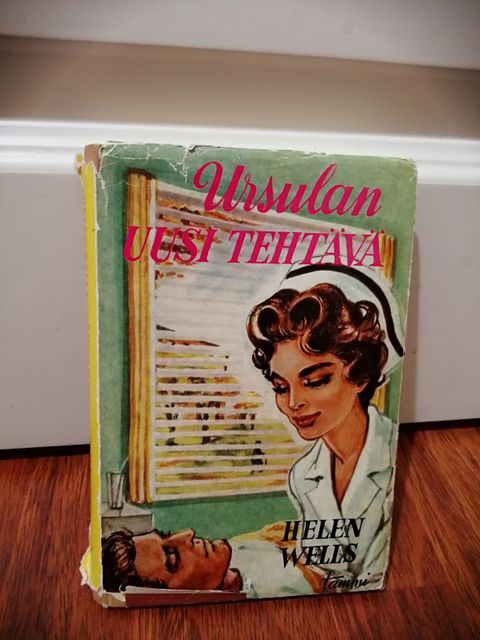 Ursulan
UUSI TEHTÄVÄ
HELEN
WELLS
tammi